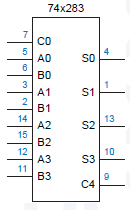 74x283
7 C0
5 A0 S0 4
6 B0
3 A1 S1 1
2 B1
14 A2 S2 13
15 B2
12 A3 S3 10
11 B3 C4 9